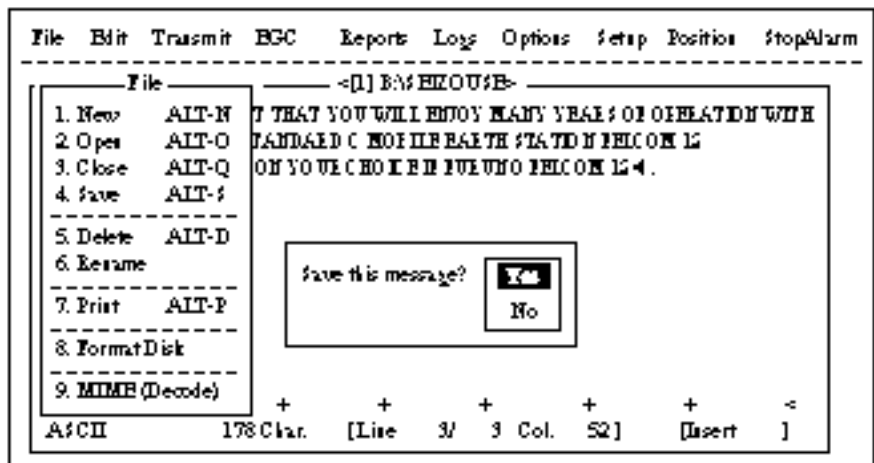 File Edit Transmit EGC Reports Logs Options Setup Position StopAlarm
File
1. New ALT-N
2. Open ALT-O
3. Close ALT-Q
4. Save ALT-S
5. Delete ALT-D
6. Rename
7. Print ALT-P
8. Format Disk
9. MIME (Decode)
<[1]
T THAT YOU WILL ENJOY MANY YEARS OF OPERATION WITH
TANDARD C MOBILE EARTH STATION FELCOM 12
ON YOUR CHOICE FURUNO FELCOM 12◄.
Save this message?
Yes
No
+ + + + + <
ASCII 178 Char. [Line 3/ 3 Col. 52] [Insert ]